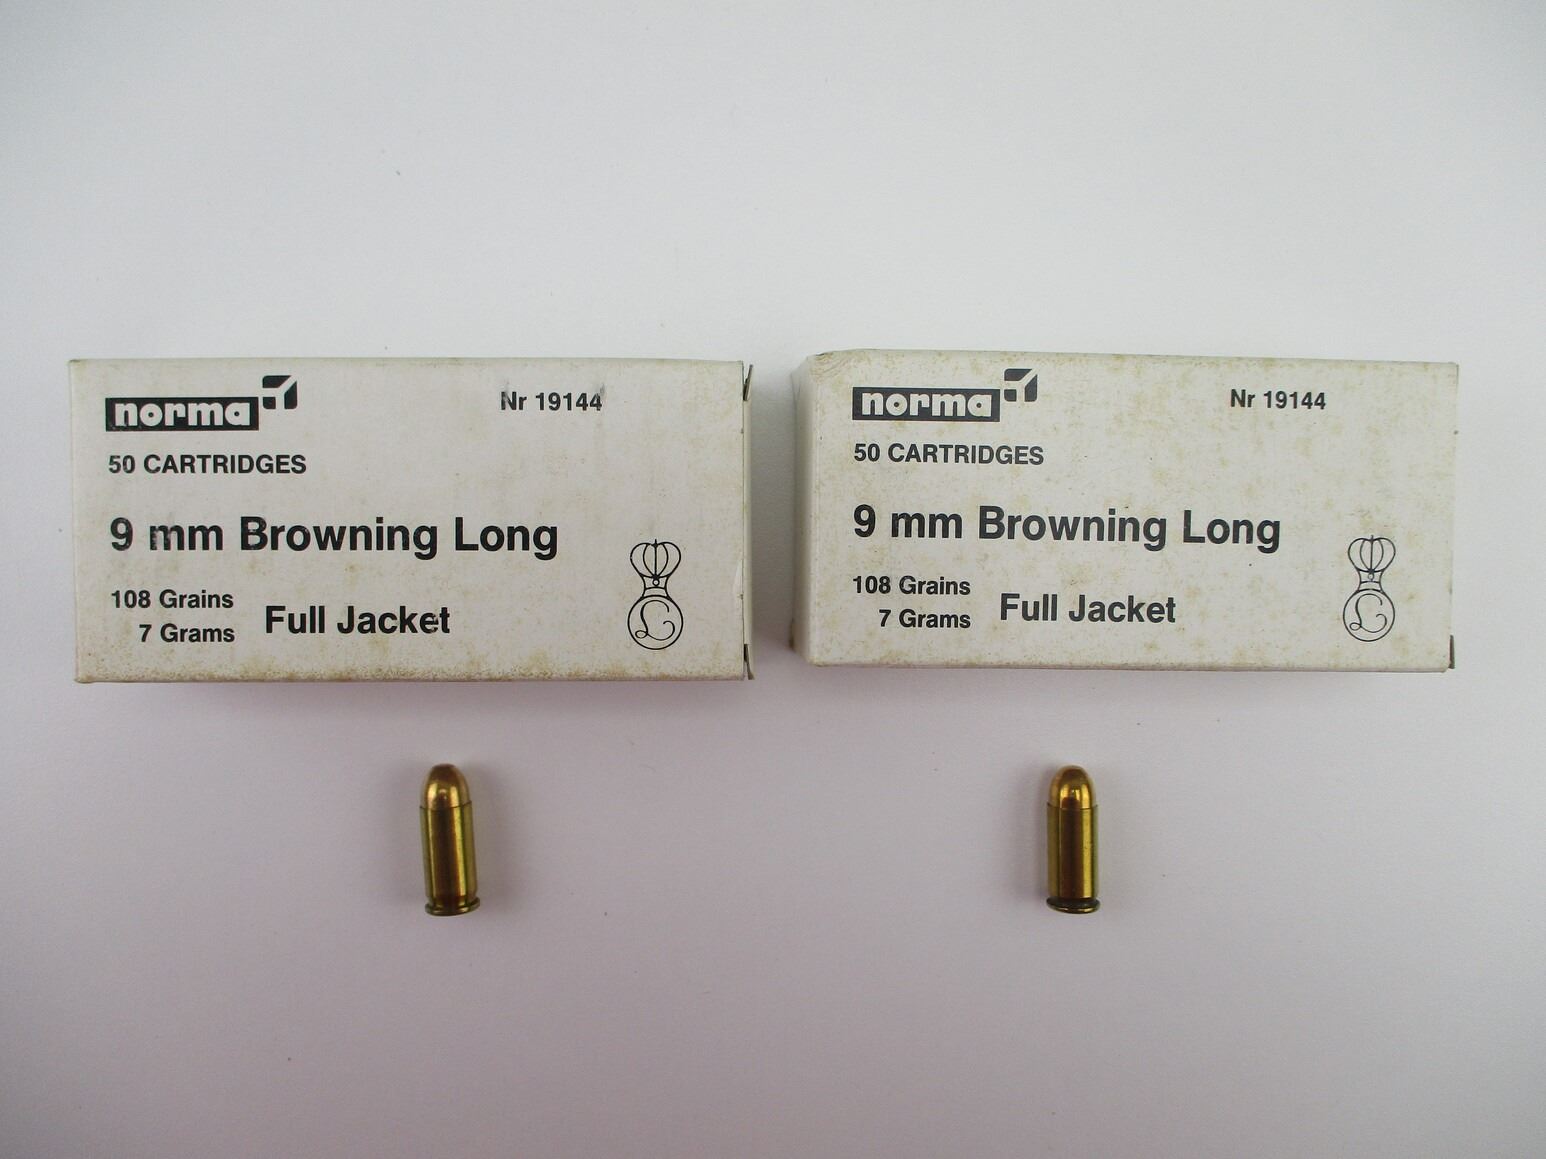 norma
Nr 19144
50 CARTRIDGES
9 mm Browning Long
108 Grains
7 Grams
Full Jacket
L
norma
Nr 19144
50 CARTRIDGES
9 mm Browning Long
108 Grains
7 Grams
Full Jacket
L